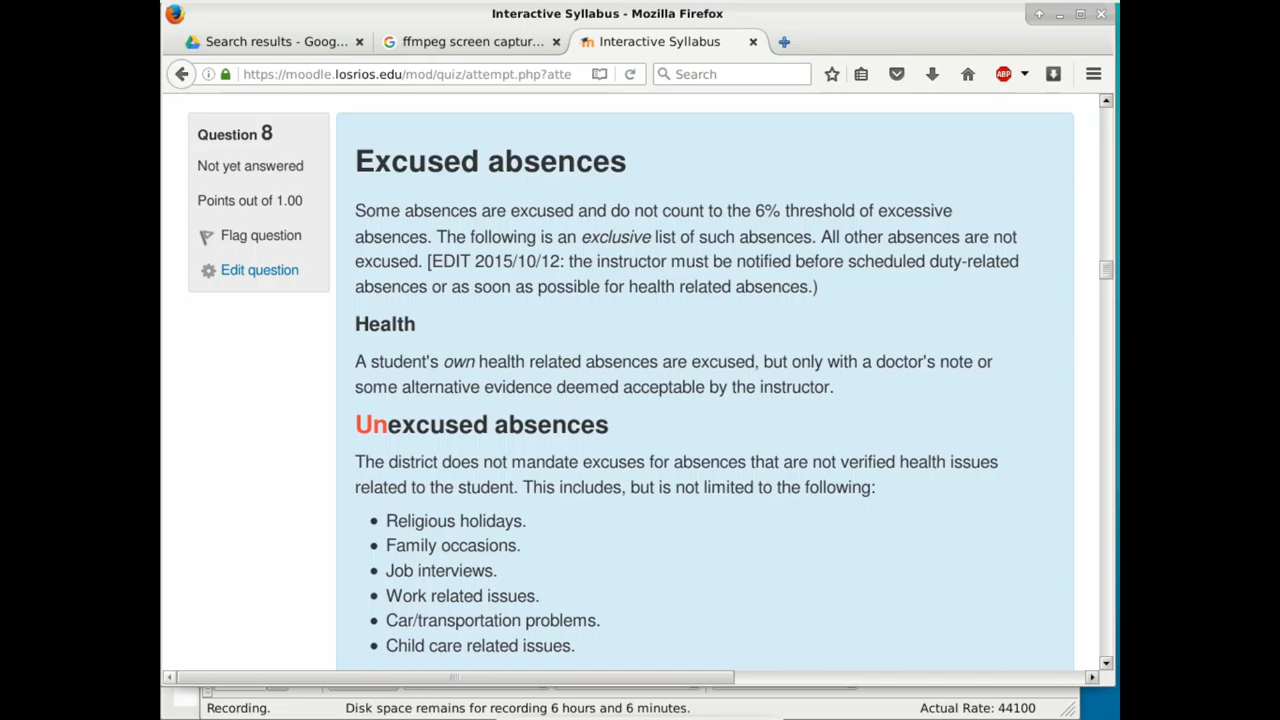 Interactive Syllabus - Mozilla Firefox
Search results - Goog...
ffmpeg screen captur...
Interactive Syllabus
https://moodle.losrios.edu/mod/quiz/attempt.php?atte
Search
ABP
Question 8
Not yet answered
Points out of 1.00
Flag question
Edit question
Excused absences
Some absences are excused and do not count to the 6% threshold of excessive
absences. The following is an exclusive list of such absences. All other absences are not
excused. [EDIT 2015/10/12: the instructor must be notified before scheduled duty-related
absences or as soon as possible for health related absences.)
Health
A student's own health related absences are excused, but only with a doctor's note or
some alternative evidence deemed acceptable by the instructor.
Unexcused absences
The district does not mandate excuses for absences that are not verified health issues
related to the student. This includes, but is not limited to the following:
• Religious holidays.
• Family occasions.
• Job interviews.
• Work related issues.
• Car/transportation problems.
• Child care related issues.
Recording.
Disk space remains for recording 6 hours and 6 minutes.
Actual Rate: 44100